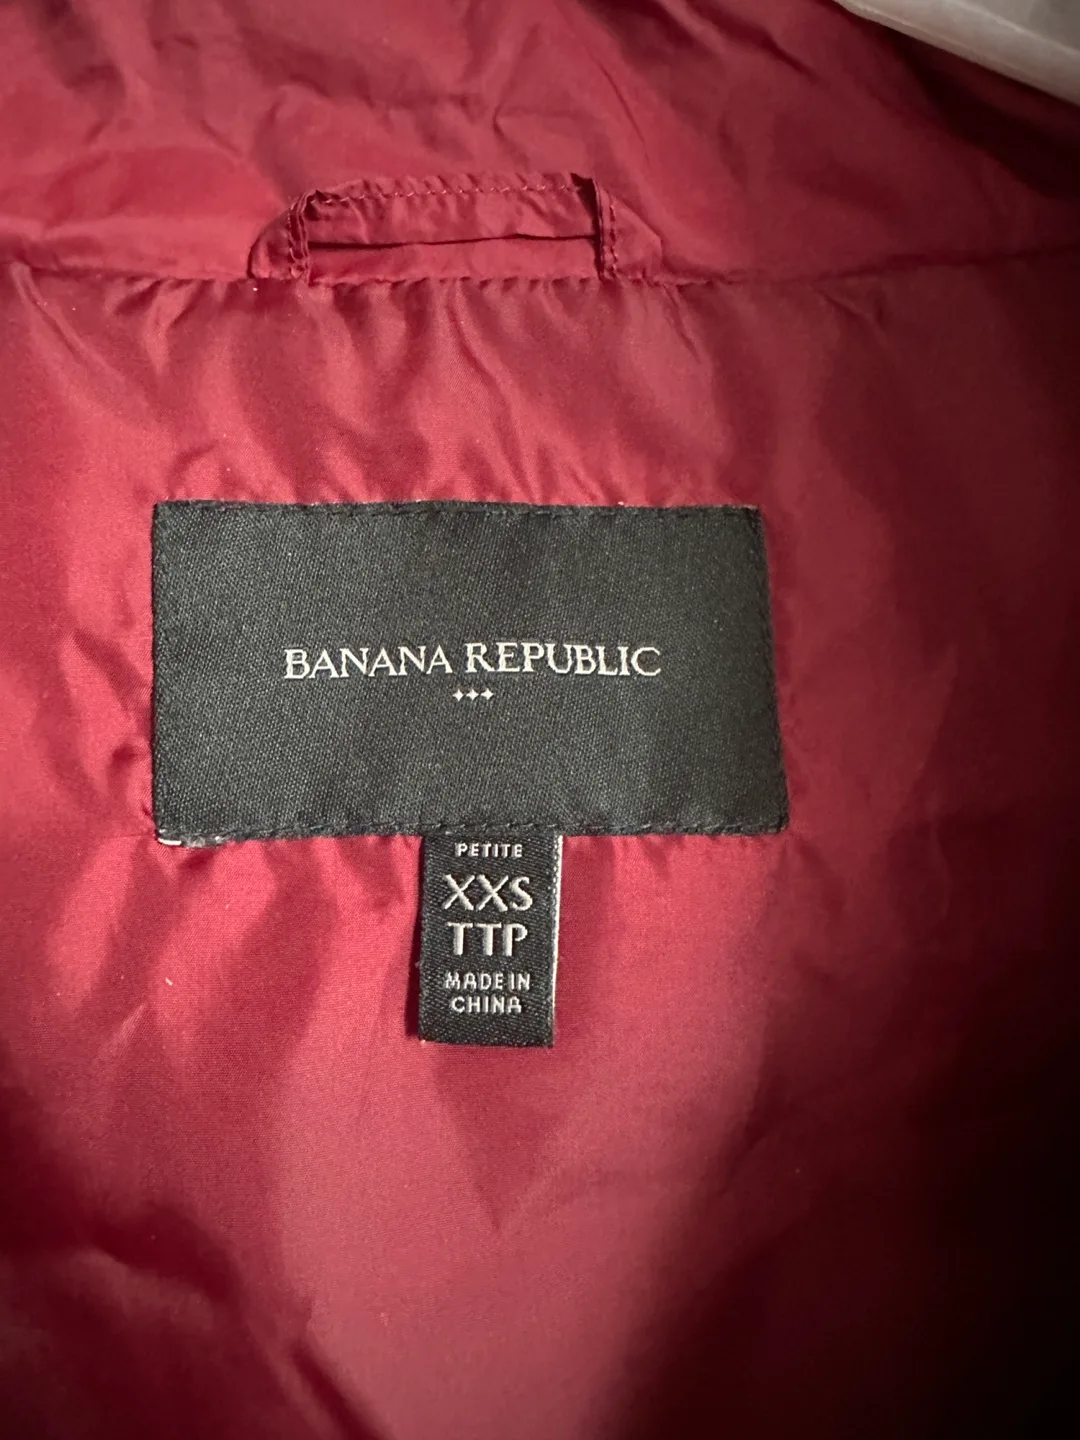 BANANA REPUBLIC
PETITE
XXS
TTP
MADE IN
CHINA